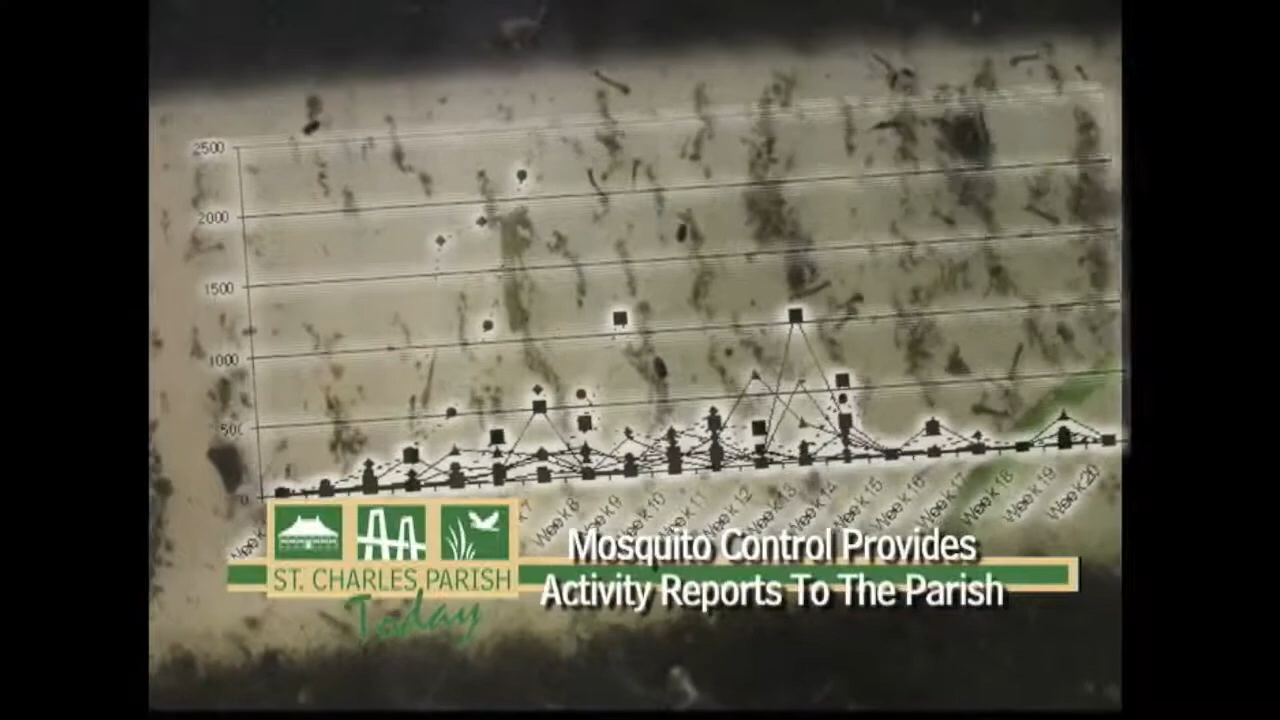 2500
2000
1500
1000
500
0
Week 8
Week 9
Week 10
Week 11
Week 12
Week 13
Week 14
Week 15
Week 16
Week 17
Week 18
Week 19
Week 20
ST. CHARLES PARISH
Today
Mosquito Control Provides
Activity Reports To The Parish